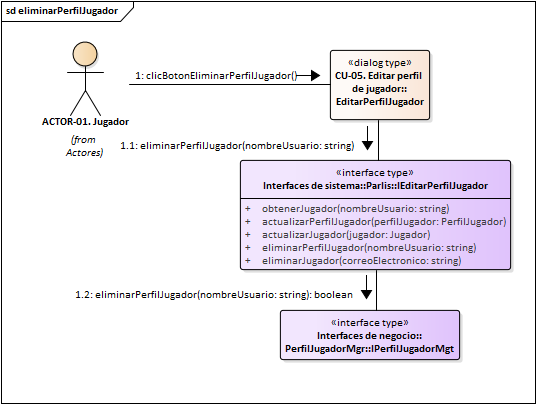 sd eliminarPerfilJugador
1: clicBotonEliminarPerfilJugador()
«dialog type»
CU-05. Editar perfil
de jugador::
EditarPerfilJugador
ACTOR-01. Jugador
(from
Actores)
1.1: eliminarPerfilJugador(nombreUsuario: string)
«interface type»
Interfaces de sistema::Parlis::IEditarPerfilJugador
+ obtenerJugador(nombreUsuario: string)
+ actualizarPerfilJugador(perfilJugador: PerfilJugador)
+ actualizarJugador(jugador: Jugador)
+ eliminarPerfilJugador(nombreUsuario: string)
+ eliminarJugador(correoElectronico: string)
1.2: eliminarPerfilJugador(nombreUsuario: string): boolean
«interface type»
Interfaces de negocio::
PerfilJugadorMgr::IPerfilJugadorMgt